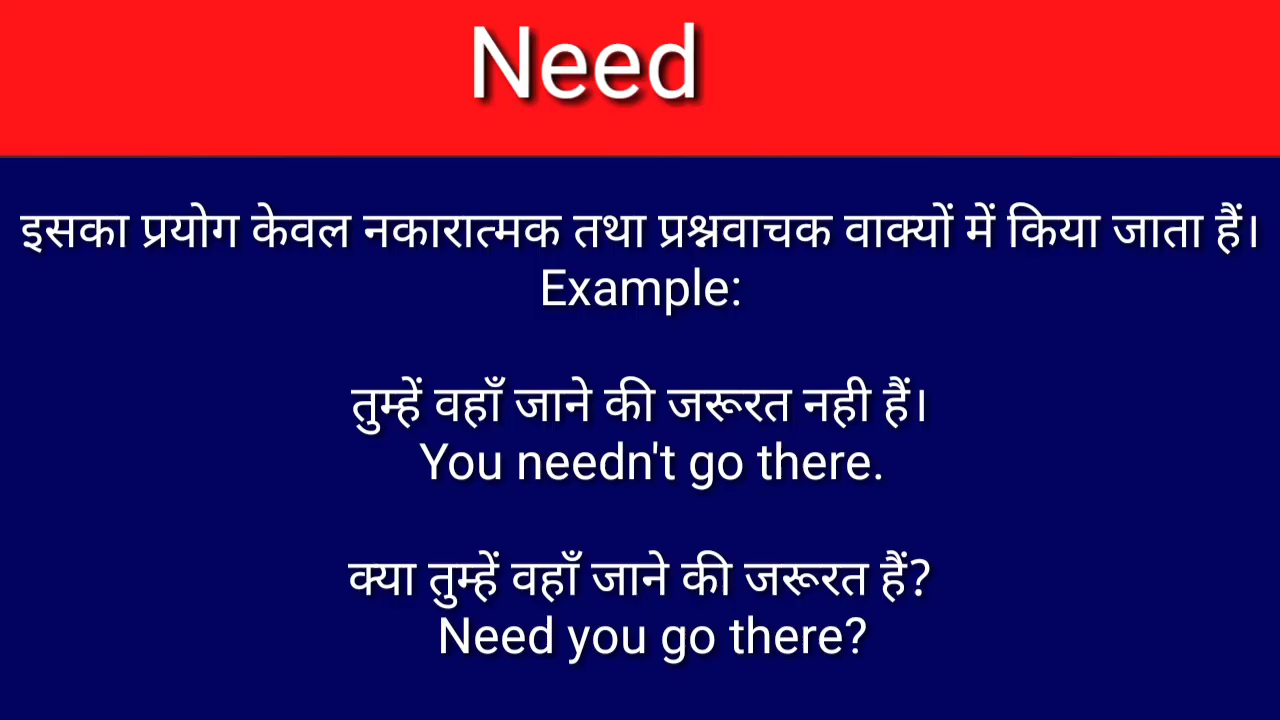 Need
इसका प्रयोग केवल नकारात्मक तथा प्रश्नवाचक वाक्यों में किया जाता हैं।
Example:
तुम्हें वहाँ जाने की जरूरत नही हैं।
You needn't go there.
क्या तुम्हें वहाँ जाने की जरूरत हैं?
Need you go there?